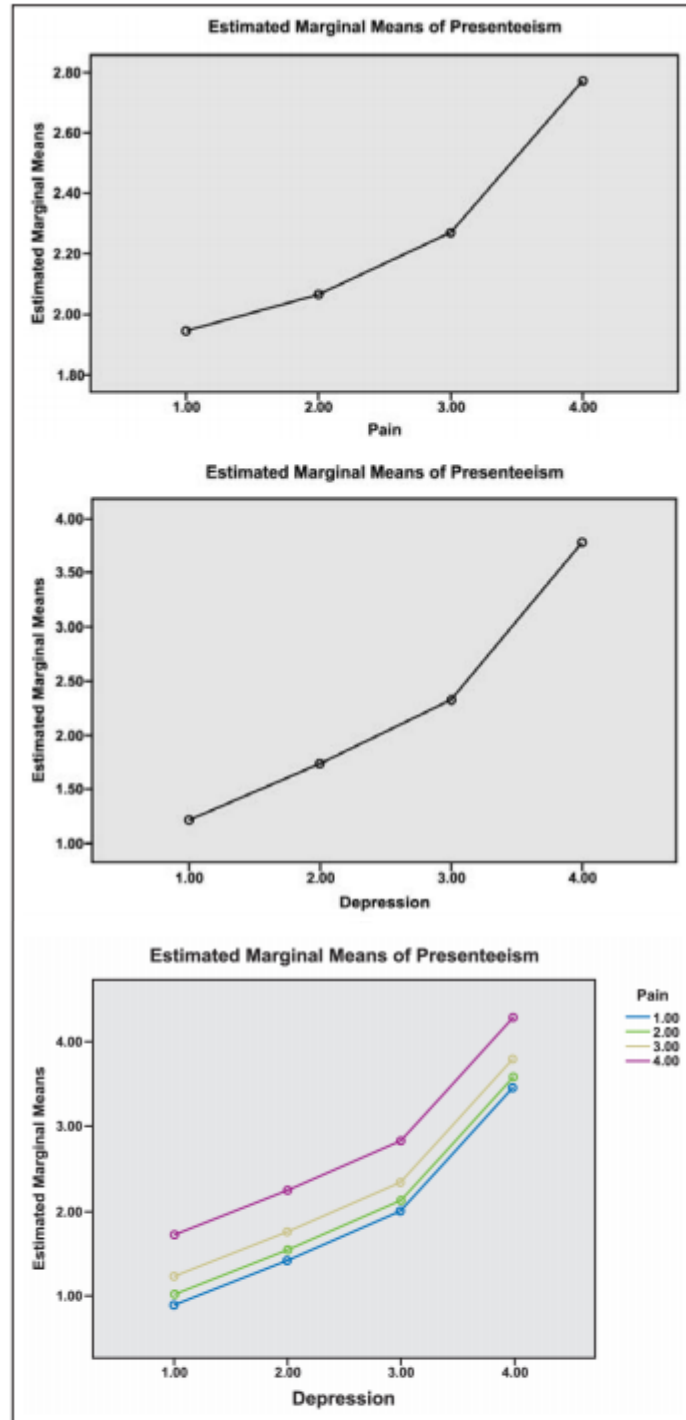 Estimated Marginal Means of Presenteeism
Estimated Marginal Means
2.80
2.60
2.40
2.20
2.00
1.80
1.00 2.00 3.00 4.00
Pain
Estimated Marginal Means of Presenteeism
Estimated Marginal Means
4.00
3.50
3.00
2.50
2.00
1.50
1.00
1.00 2.00 3.00 4.00
Depression
Estimated Marginal Means of Presenteeism
Estimated Marginal Means
4.00
3.00
2.00
1.00
1.00 2.00 3.00 4.00
Depression
Pain
1.00
2.00
3.00
4.00